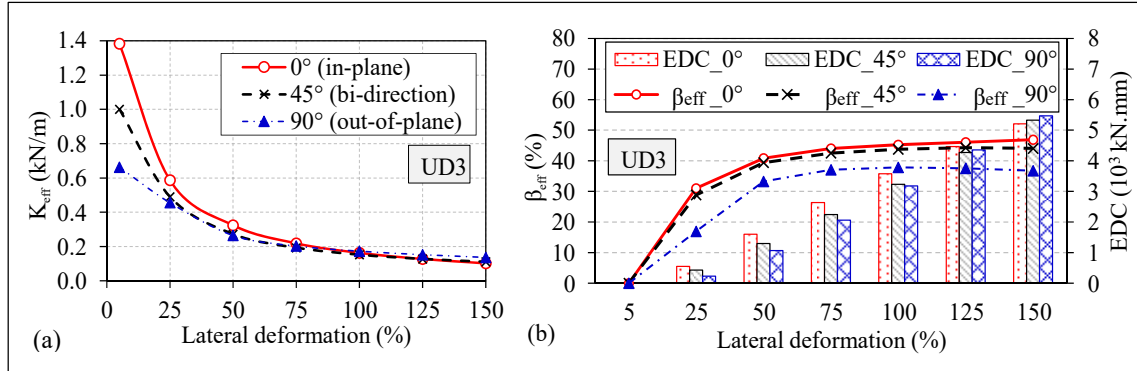 1.4
1.2
1.0
0.8
0.6
0.4
0.2
0.0
K_eff (kN/m)
0° (in-plane)
45° (bi-direction)
90° (out-of-plane)
UD3
0 25 50 75 100 125 150
Lateral deformation (%)
(a)
80
70
60
50
40
30
20
10
0
β_eff (%)
EDC_0° EDC_45° EDC_90°
β_eff _0° β_eff _45° β_eff _90°
UD3
8
7
6
5
4
3
2
1
0
EDC (10³ kN.mm)
5 25 50 75 100 125 150
Lateral deformation (%)
(b)